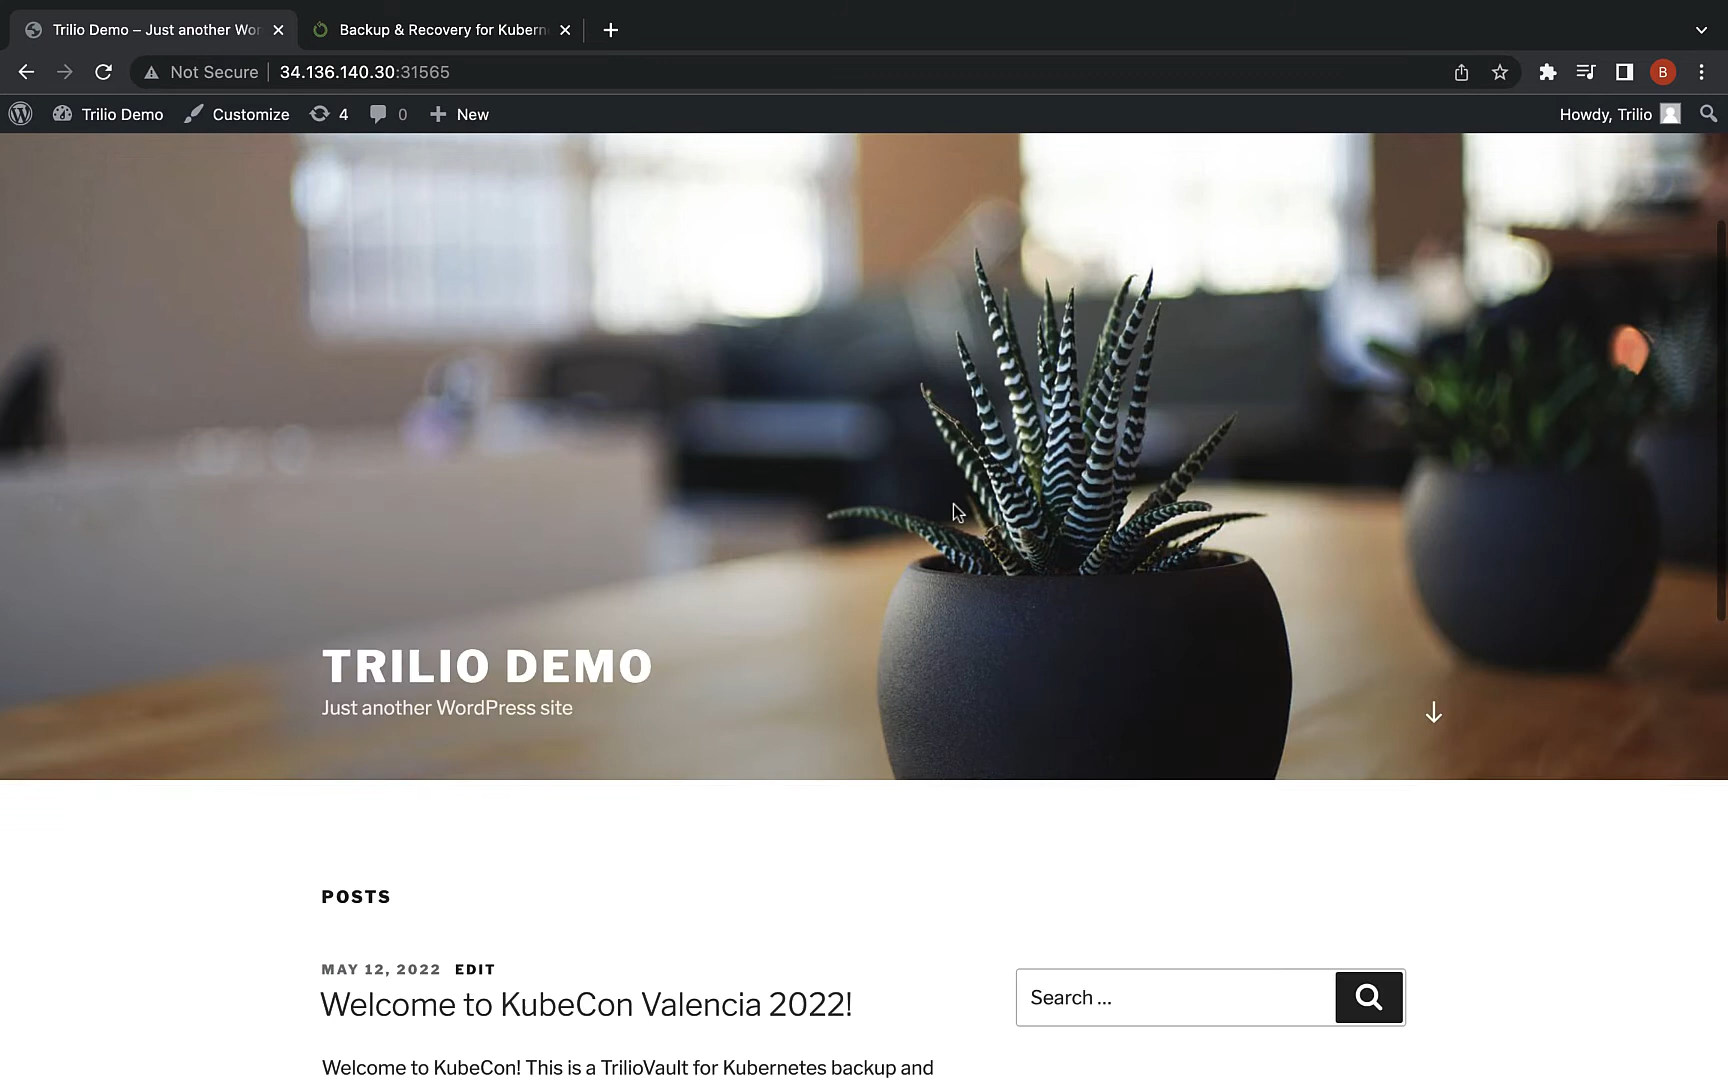 Trilio Demo – Just another Wor
Backup & Recovery for Kubern
Not Secure
34.136.140.30:31565
B
Trilio Demo
Customize
4
0
New
Howdy, Trilio
TRILIO DEMO
Just another WordPress site
POSTS
MAY 12, 2022 EDIT
Welcome to KubeCon Valencia 2022!
Search …
Welcome to KubeCon! This is a TrilioVault for Kubernetes backup and